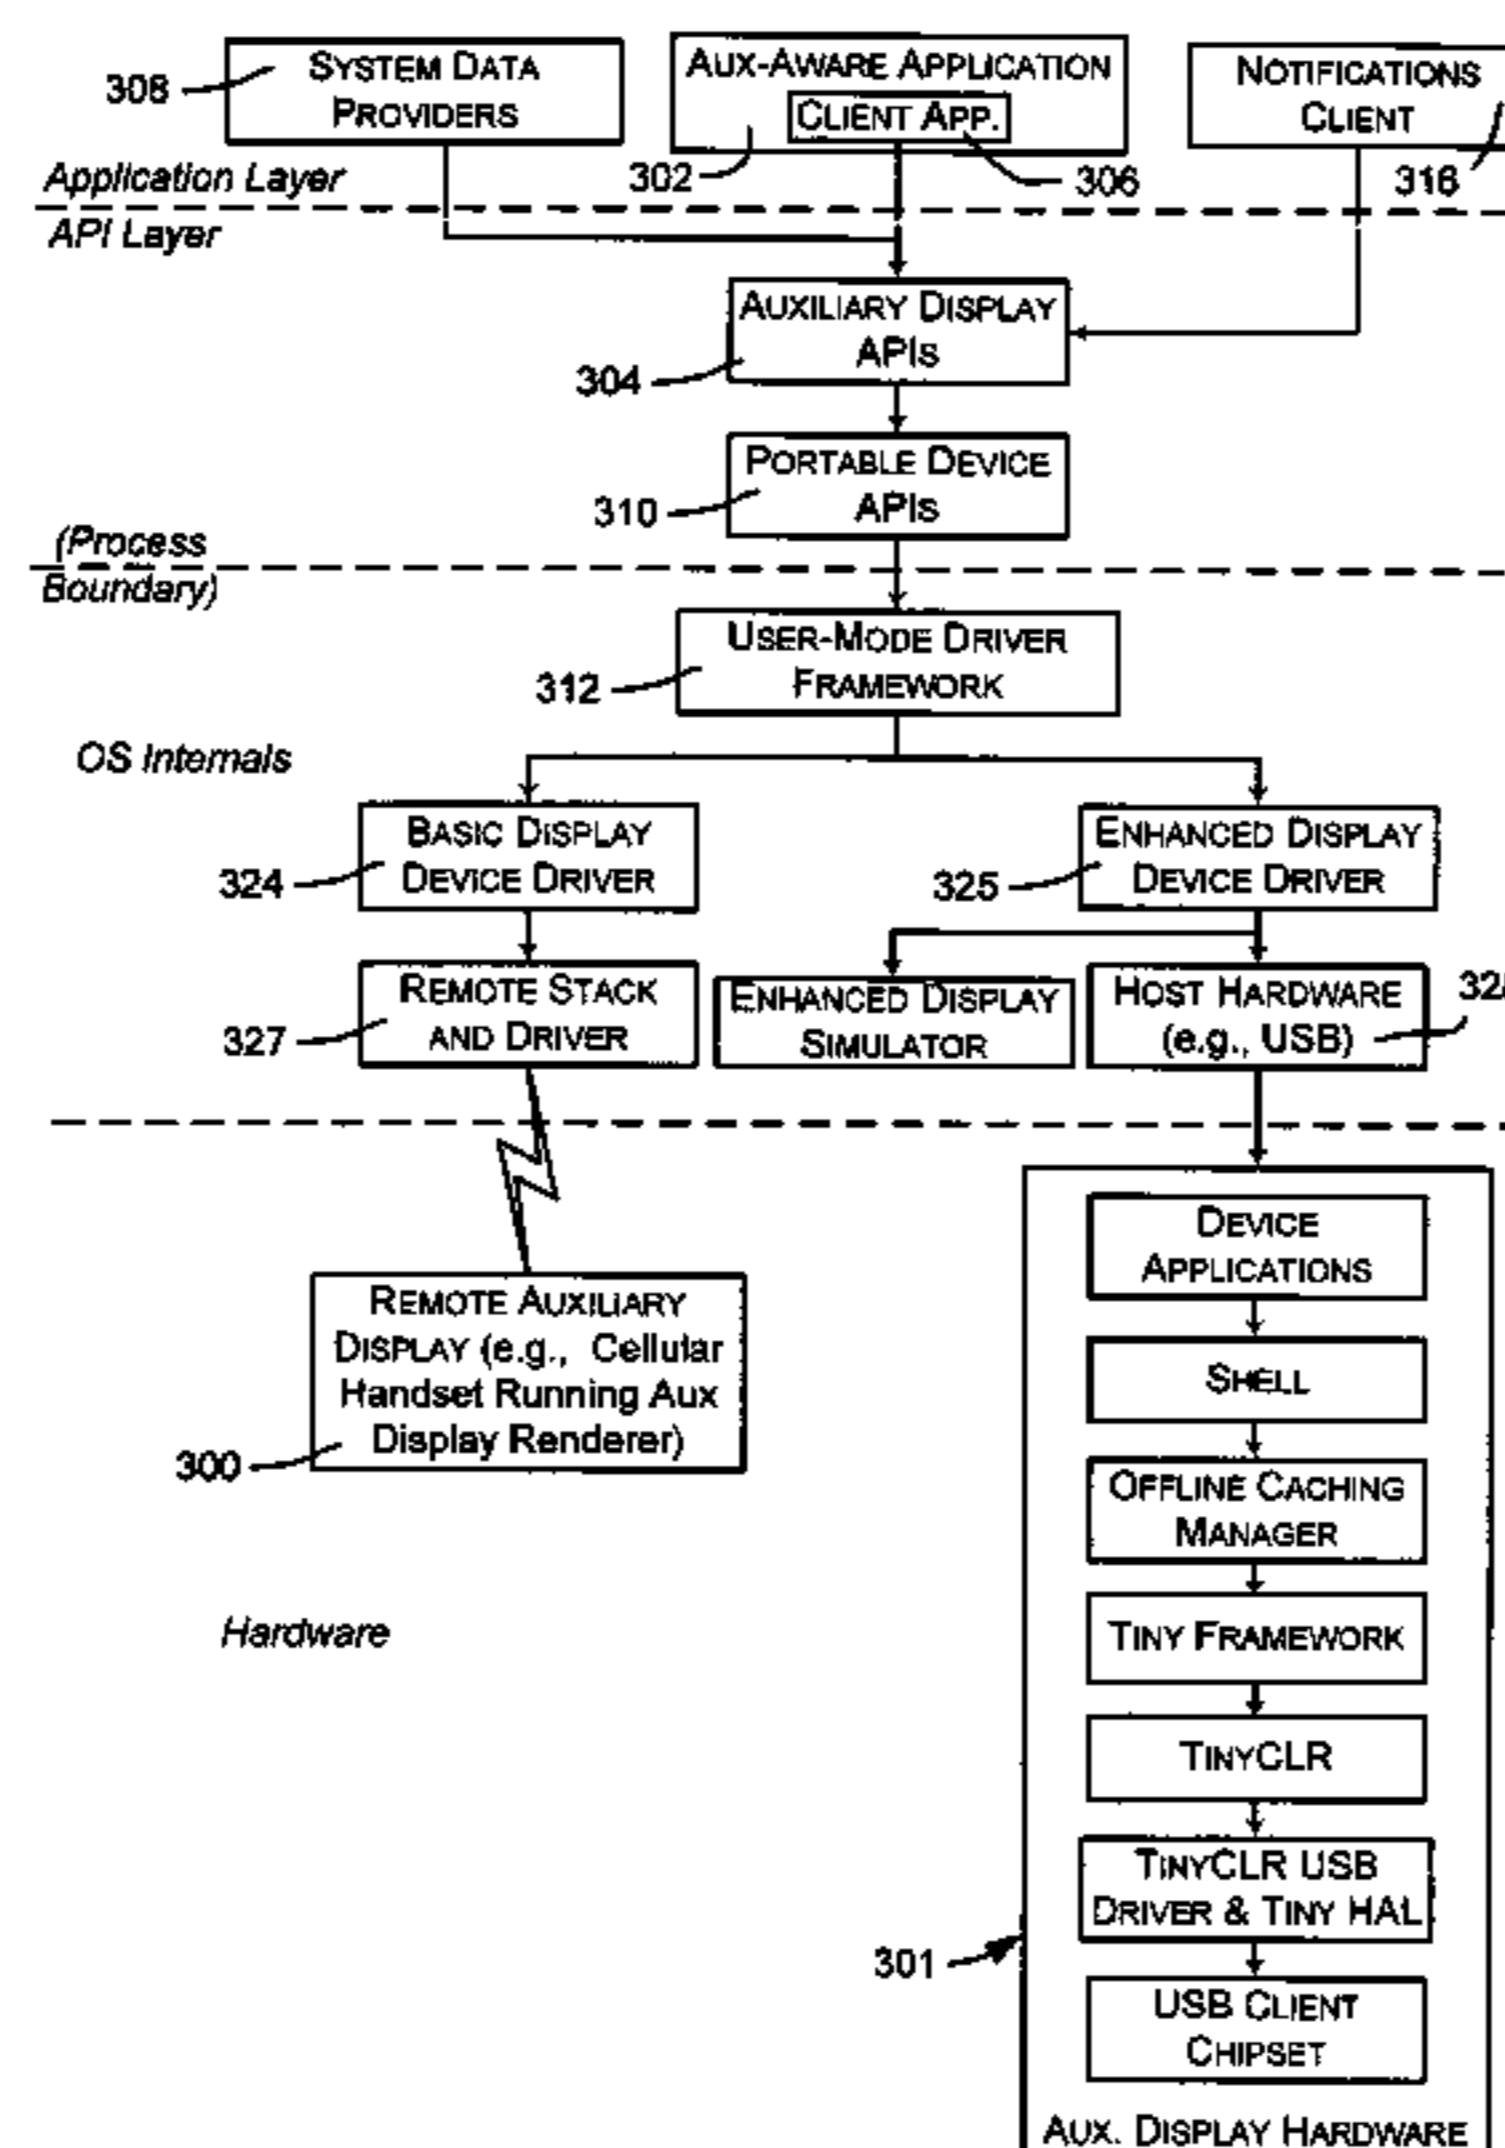 SYSTEM DATA
PROVIDERS
308
AUX-AWARE APPLICATION
CLIENT APP.
302
306
NOTIFICATIONS
CLIENT
316
Application Layer
API Layer
AUXILIARY DISPLAY
APIs
304
PORTABLE DEVICE
APIs
310
(Process
Boundary)
USER-MODE DRIVER
FRAMEWORK
312
OS Internals
BASIC DISPLAY
DEVICE DRIVER
324
ENHANCED DISPLAY
DEVICE DRIVER
325
REMOTE STACK
AND DRIVER
327
ENHANCED DISPLAY
SIMULATOR
HOST HARDWARE
(e.g., USB)
REMOTE AUXILIARY
DISPLAY (e.g., Cellular
Handset Running Aux
Display Renderer)
300
Hardware
DEVICE
APPLICATIONS
SHELL
OFFLINE CACHING
MANAGER
TINY FRAMEWORK
TINYCLR
TINYCLR USB
DRIVER & TINY HAL
301
USB CLIENT
CHIPSET
AUX. DISPLAY HARDWARE